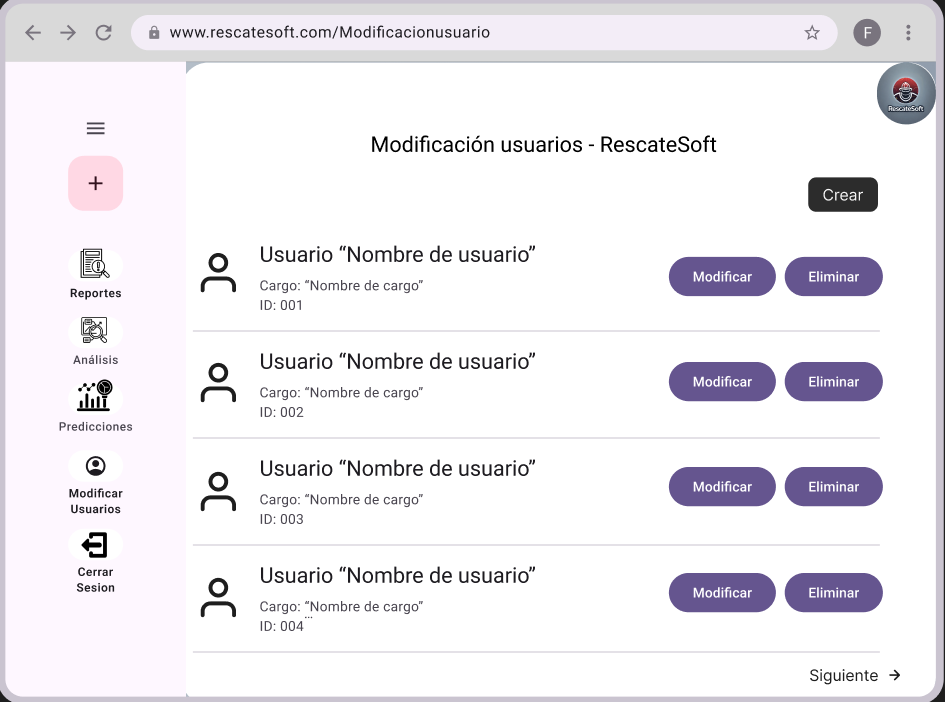 www.rescatesoft.com/Modificacionusuario
F
RescateSoft
Modificación usuarios - RescateSoft
Crear
Reportes
Análisis
Predicciones
Modificar
Usuarios
Cerrar
Sesion
Usuario “Nombre de usuario”
Cargo: “Nombre de cargo”
ID: 001
Modificar
Eliminar
Usuario “Nombre de usuario”
Cargo: “Nombre de cargo”
ID: 002
Modificar
Eliminar
Usuario “Nombre de usuario”
Cargo: “Nombre de cargo”
ID: 003
Modificar
Eliminar
Usuario “Nombre de usuario”
Cargo: “Nombre de cargo”
ID: 004
...
Modificar
Eliminar
Siguiente